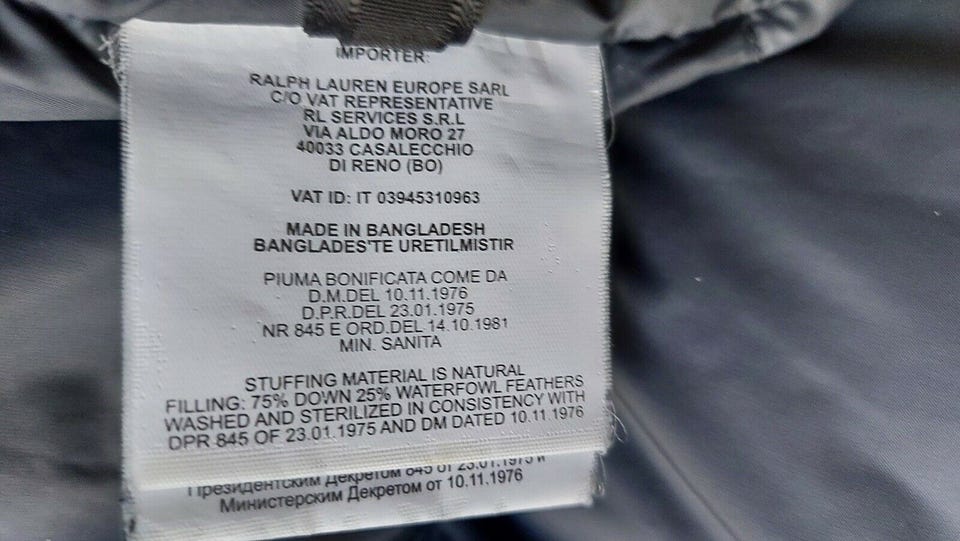 IMPORTER:
RALPH LAUREN EUROPE SARL
C/O VAT REPRESENTATIVE
RL SERVICES S.R.L
VIA ALDO MORO 27
40033 CASALECCHIO
DI RENO (BO)
VAT ID: IT 03945310963
MADE IN BANGLADESH
BANGLADES'TE URETILMISTIR
PIUMA BONIFICATA COME DA
D.M.DEL 10.11.1976
D.P.R.DEL 23.01.1975
NR 845 E ORD.DEL 14.10.1981
MIN. SANITA
STUFFING MATERIAL IS NATURAL
FILLING: 75% DOWN 25% WATERFOWL FEATHERS
WASHED AND STERILIZED IN CONSISTENCY WITH
DPR 845 OF 23.01.1975 AND DM DATED 10.11.1976
Президентским Декретом 845 от 23.01.1975 и
Министерским Декретом от 10.11.1976